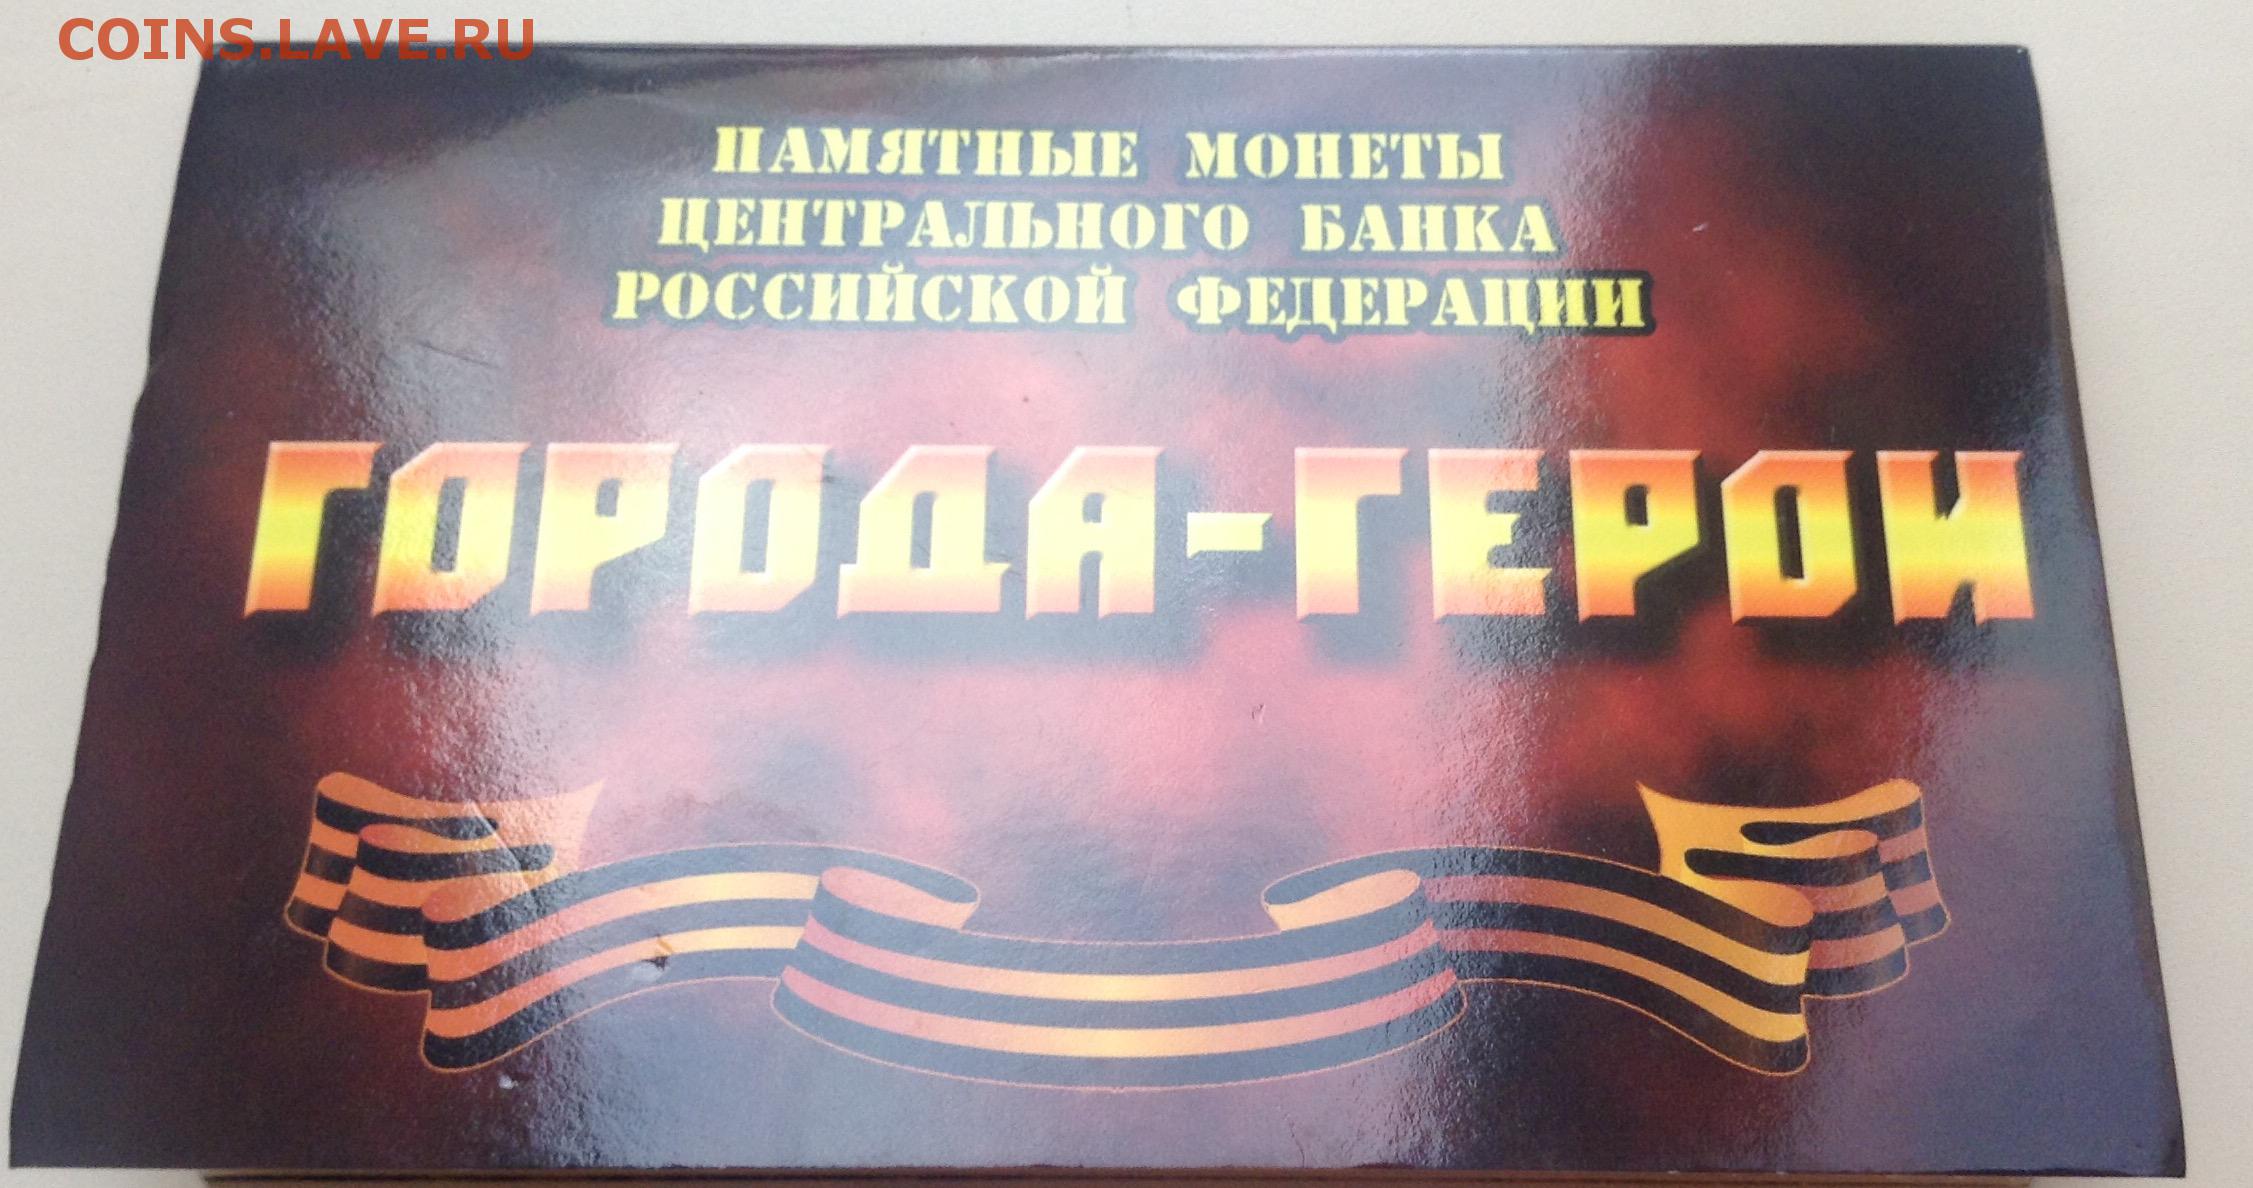 COINS.LAVE.RU
ПАМЯТНЫЕ МОНЕТЫ
ЦЕНТРАЛЬНОГО БАНКА
РОССИЙСКОЙ ФЕДЕРАЦИИ
ГОРОДА-ГЕРОИ